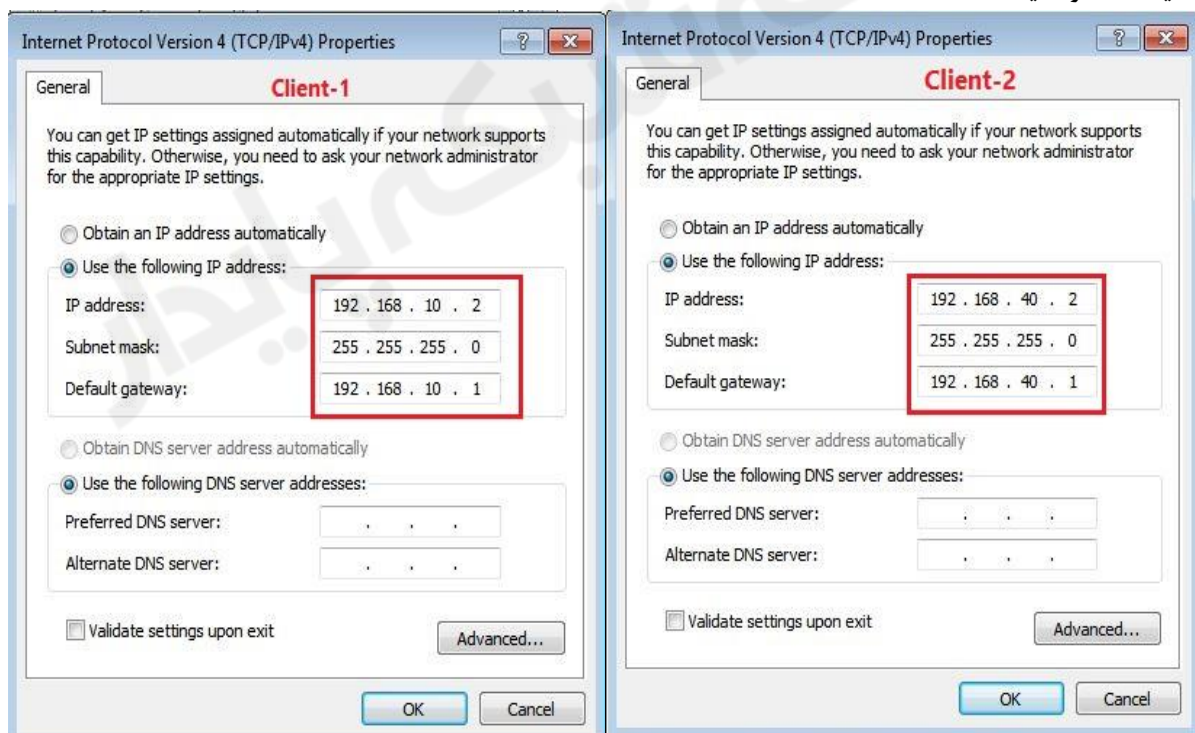 Internet Protocol Version 4 (TCP/IPv4) Properties
General
Client-1
You can get IP settings assigned automatically if your network supports
this capability. Otherwise, you need to ask your network administrator
for the appropriate IP settings.
Obtain an IP address automatically
Use the following IP address:
IP address: 192 . 168 . 10 . 2
Subnet mask: 255 . 255 . 255 . 0
Default gateway: 192 . 168 . 10 . 1
Obtain DNS server address automatically
Use the following DNS server addresses:
Preferred DNS server: . . .
Alternate DNS server: . . .
Validate settings upon exit
Advanced...
OK
Cancel
Internet Protocol Version 4 (TCP/IPv4) Properties
General
Client-2
You can get IP settings assigned automatically if your network supports
this capability. Otherwise, you need to ask your network administrator
for the appropriate IP settings.
Obtain an IP address automatically
Use the following IP address:
IP address: 192 . 168 . 40 . 2
Subnet mask: 255 . 255 . 255 . 0
Default gateway: 192 . 168 . 40 . 1
Obtain DNS server address automatically
Use the following DNS server addresses:
Preferred DNS server: . . .
Alternate DNS server: . . .
Validate settings upon exit
Advanced...
OK
Cancel